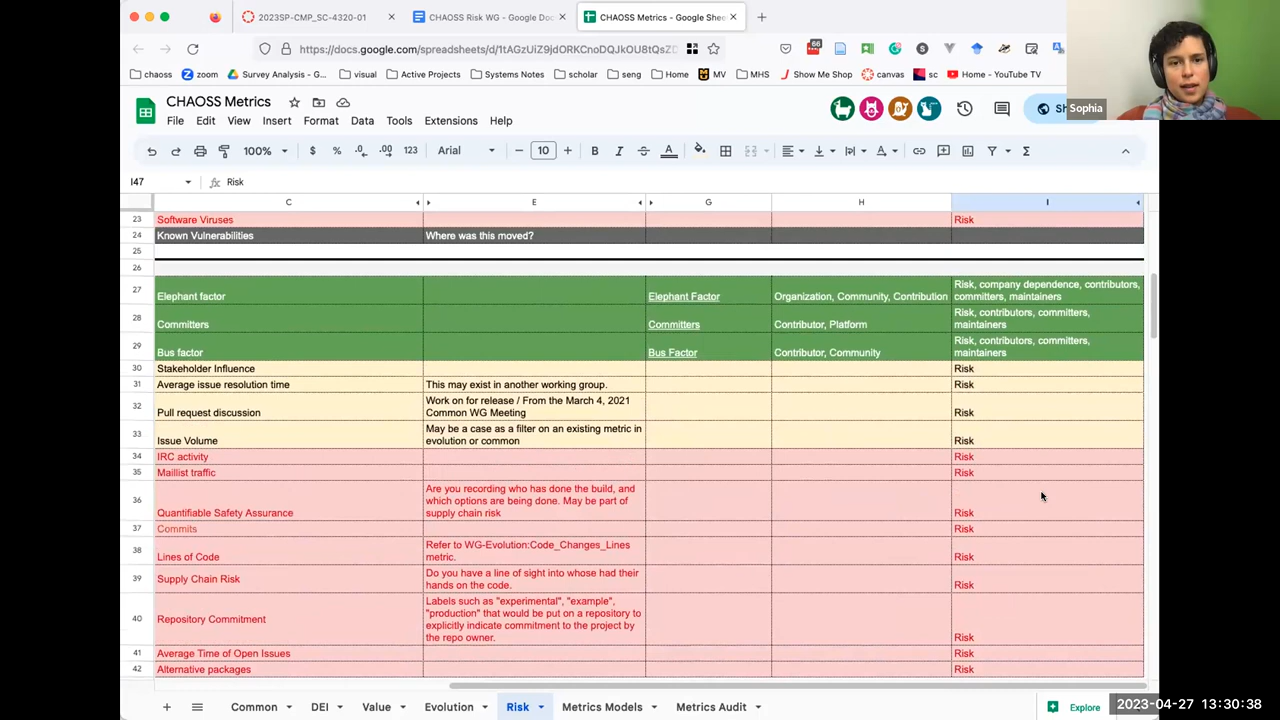 2023SP-CMP_SC-4320-01
CHAOSS Risk WG - Google Doc
CHAOSS Metrics - Google Shee
https://docs.google.com/spreadsheets/d/1tAGzUiZ9jdORKCnoDQJkOU8tQsZD
66
chaoss
zoom
Survey Analysis - G...
visual
Active Projects
Systems Notes
scholar
seng
Home
MV
MHS
Show Me Shop
canvas
sc
Home - YouTube TV
Sophia
CHAOSS Metrics
File Edit View Insert Format Data Tools Extensions Help
Sh
100% $ % .0 .00 123 Arial 10 B I A
I47 fx Risk
C E G H I
23 Software Viruses Risk
24 Known Vulnerabilities Where was this moved?
25
26
27 Elephant factor Elephant Factor Organization, Community, Contribution Risk, company dependence, contributors,
committers, maintainers
28 Committers Committers Contributor, Platform Risk, contributors, committers,
maintainers
29 Bus factor Bus Factor Contributor, Community Risk, contributors, committers,
maintainers
30 Stakeholder Influence Risk
31 Average issue resolution time This may exist in another working group. Risk
32 Pull request discussion Work on for release / From the March 4, 2021
Common WG Meeting Risk
33 Issue Volume May be a case as a filter on an existing metric in
evolution or common Risk
34 IRC activity Risk
35 Maillist traffic Risk
36 Quantifiable Safety Assurance Are you recording who has done the build, and
which options are being done. May be part of
supply chain risk Risk
37 Commits Risk
38 Lines of Code Refer to WG-Evolution:Code_Changes_Lines
metric. Risk
39 Supply Chain Risk Do you have a line of sight into whose had their
hands on the code. Risk
40 Repository Commitment Labels such as "experimental", "example",
"production" that would be put on a repository to
explicitly indicate commitment to the project by
the repo owner. Risk
41 Average Time of Open Issues Risk
42 Alternative packages Risk
Common DEI Value Evolution Risk Metrics Models Metrics Audit
Explore
2023-04-27 13:30:38